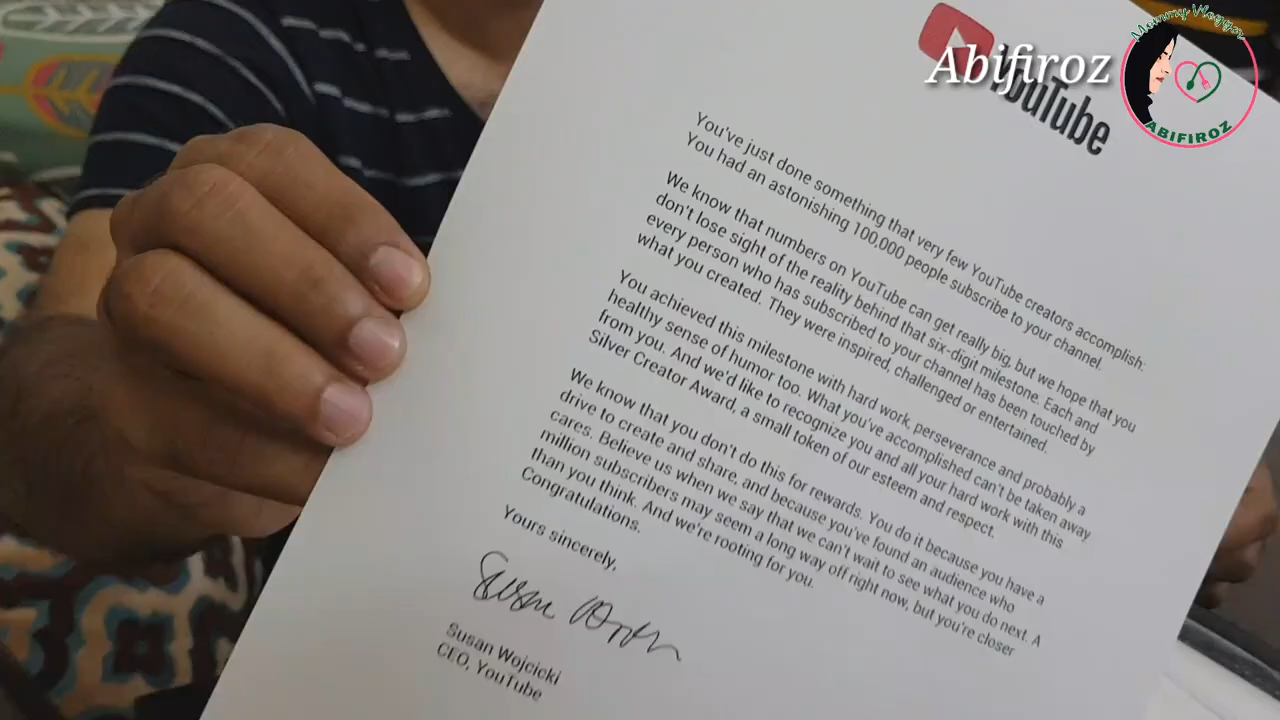 Mommy Vlogger
Abifiroz
ABIFIROZ
YouTube
You've just done something that very few YouTube creators accomplish:
You had an astonishing 100,000 people subscribe to your channel.
We know that numbers on YouTube can get really big, but we hope that you
don't lose sight of the reality behind that six-digit milestone. Each and
every person who has subscribed to your channel has been touched by
what you created. They were inspired, challenged or entertained.
You achieved this milestone with hard work, perseverance and probably a
healthy sense of humor too. What you've accomplished can't be taken away
from you. And we'd like to recognize you and all your hard work with this
Silver Creator Award, a small token of our esteem and respect.
We know that you don't do this for rewards. You do it because you have a
drive to create and share, and because you've found an audience who
cares. Believe us when we say that we can't wait to see what you do next. A
million subscribers may seem a long way off right now, but you're closer
than you think. And we're rooting for you.
Congratulations.
Yours sincerely,
Susan Wojcicki
CEO, YouTube